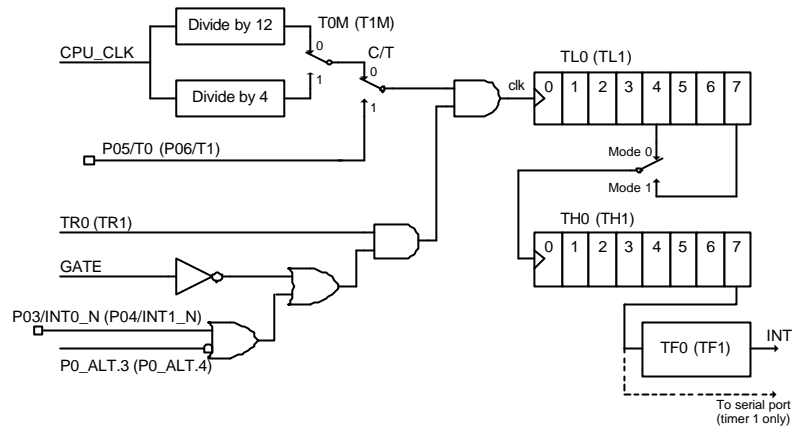 Divide by 12
T0M (T1M)
CPU_CLK
0
C/T
1
0
Divide by 4
1
P05/T0 (P06/T1)
clk
TL0 (TL1)
0 1 2 3 4 5 6 7
Mode 0
Mode 1
TR0 (TR1)
TH0 (TH1)
0 1 2 3 4 5 6 7
GATE
P03/INT0_N (P04/INT1_N)
P0_ALT.3 (P0_ALT.4)
TF0 (TF1)
INT
To serial port
(timer 1 only)